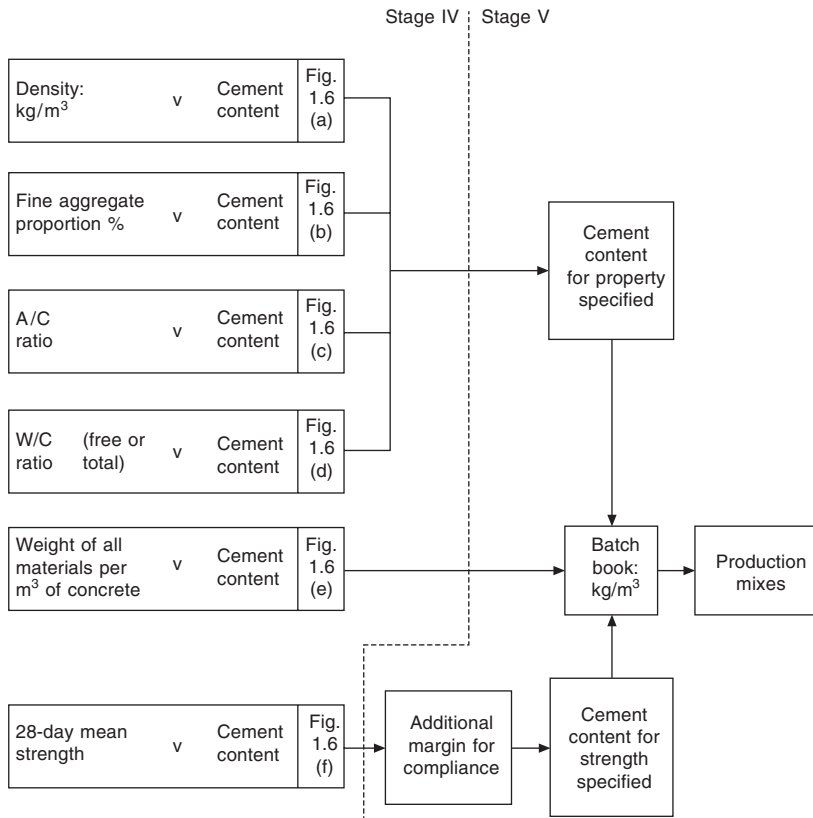 Stage IV
Stage V
Density:
kg/m³
v
Cement
content
Fig.
1.6
(a)
Fine aggregate
proportion %
v
Cement
content
Fig.
1.6
(b)
Cement
content
for property
specified
A/C
ratio
v
Cement
content
Fig.
1.6
(c)
W/C (free or
ratio total)
v
Cement
content
Fig.
1.6
(d)
Weight of all
materials per
m³ of concrete
v
Cement
content
Fig.
1.6
(e)
Batch
book:
kg/m³
Production
mixes
28-day mean
strength
v
Cement
content
Fig.
1.6
(f)
Additional
margin for
compliance
Cement
content for
strength
specified